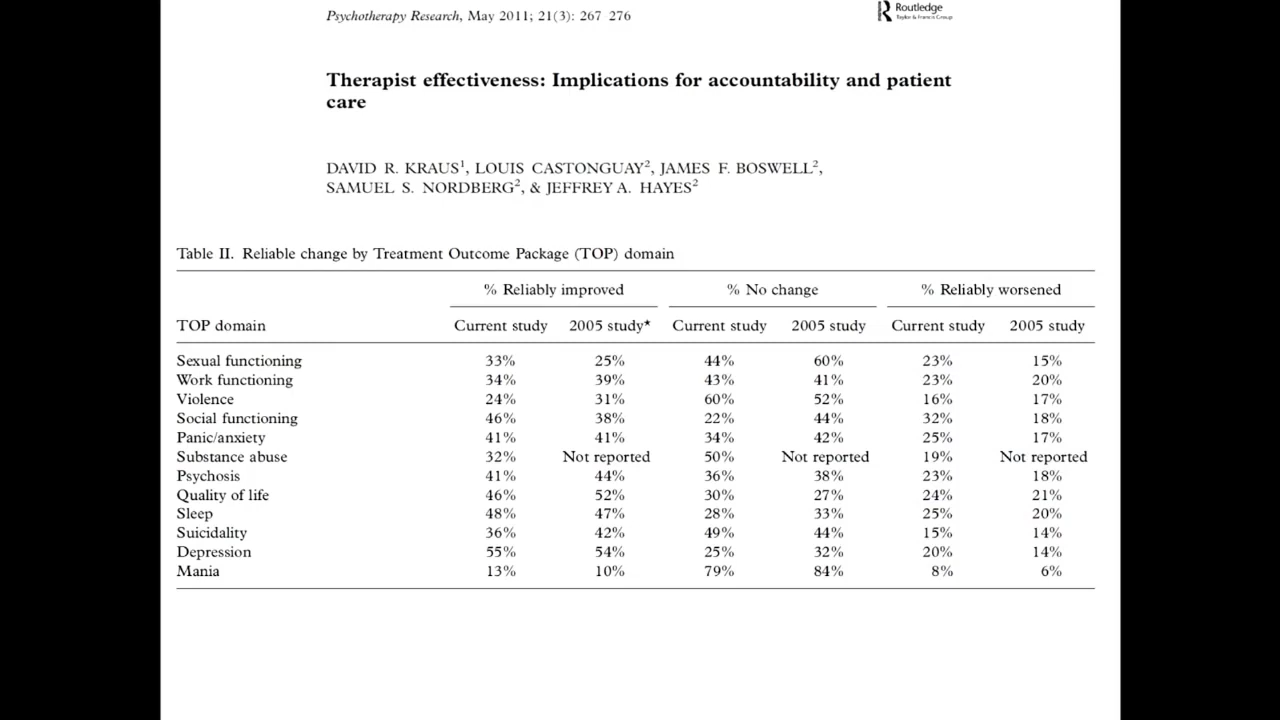 Psychotherapy Research, May 2011; 21(3): 267 276
Routledge
Taylor & Francis Group
Therapist effectiveness: Implications for accountability and patient
care
DAVID R. KRAUS1, LOUIS CASTONGUAY2, JAMES F. BOSWELL2,
SAMUEL S. NORDBERG2, & JEFFREY A. HAYES2
Table II. Reliable change by Treatment Outcome Package (TOP) domain
% Reliably improved % No change % Reliably worsened
TOP domain Current study 2005 study* Current study 2005 study Current study 2005 study
Sexual functioning 33% 25% 44% 60% 23% 15%
Work functioning 34% 39% 43% 41% 23% 20%
Violence 24% 31% 60% 52% 16% 17%
Social functioning 46% 38% 22% 44% 32% 18%
Panic/anxiety 41% 41% 34% 42% 25% 17%
Substance abuse 32% Not reported 50% Not reported 19% Not reported
Psychosis 41% 44% 36% 38% 23% 18%
Quality of life 46% 52% 30% 27% 24% 21%
Sleep 48% 47% 28% 33% 25% 20%
Suicidality 36% 42% 49% 44% 15% 14%
Depression 55% 54% 25% 32% 20% 14%
Mania 13% 10% 79% 84% 8% 6%